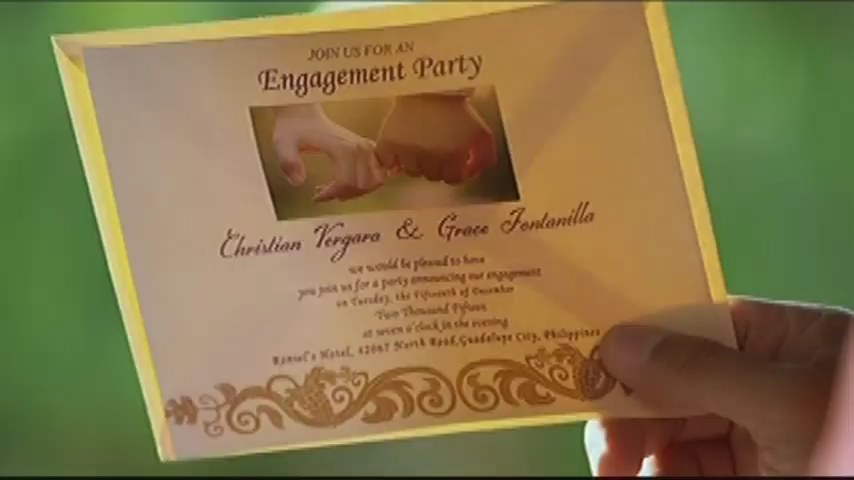 JOIN US FOR AN
Engagement Party
Christian Vergara & Grace Fontanilla
we would be pleased to have
you join us for a party announcing our engagement
on Tuesday, the Fifteenth of December
Two Thousand Fifteen
at seven o'clock in the evening
Roniel's Hotel, 42067 North Road,Guadalupe City, Philippines